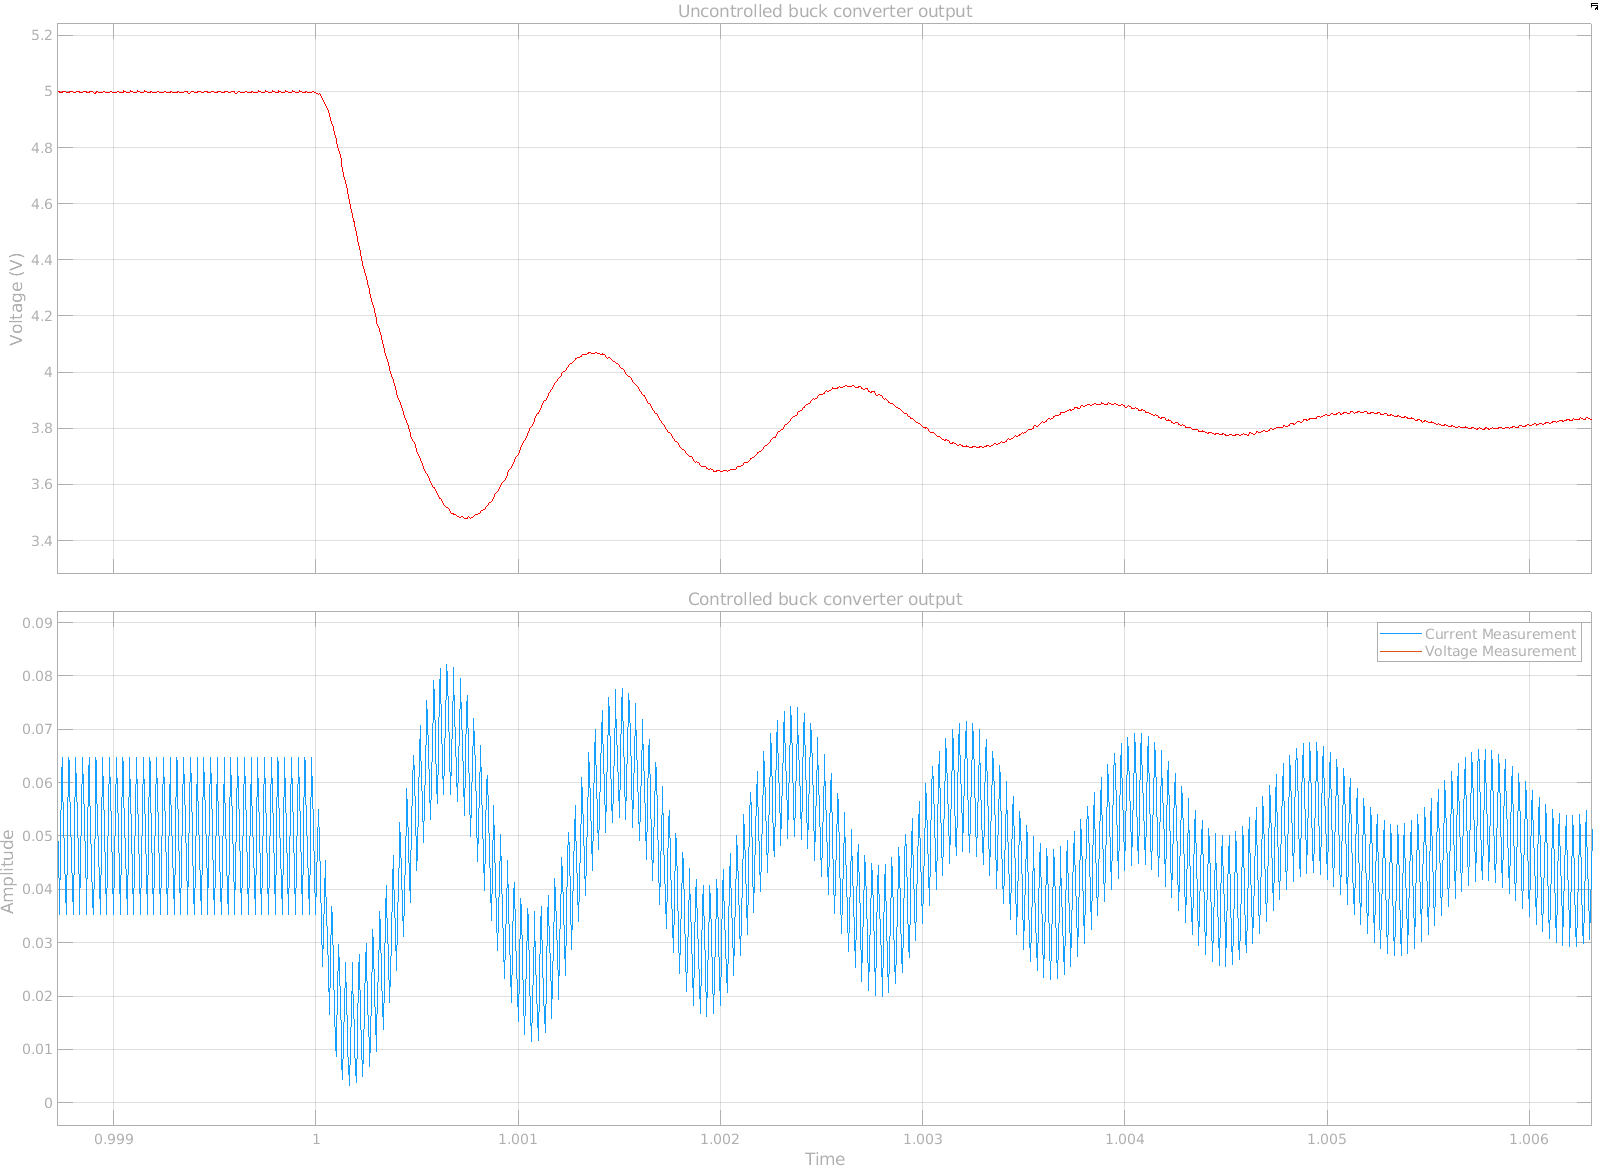 Uncontrolled buck converter output
5.2
5
4.8
4.6
4.4
4.2
4
3.8
3.6
3.4
Voltage (V)
Controlled buck converter output
0.09
0.08
0.07
0.06
0.05
0.04
0.03
0.02
0.01
0
Amplitude
Current Measurement
Voltage Measurement
0.999 1 1.001 1.002 1.003 1.004 1.005 1.006
Time